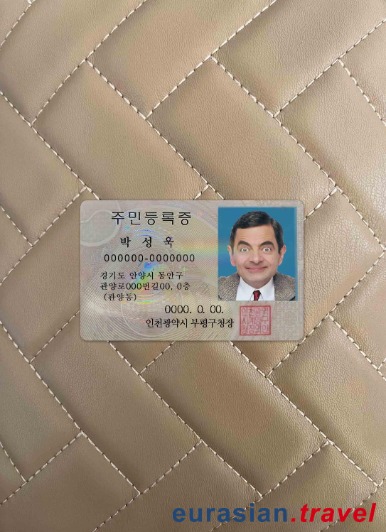 주민등록증
박 성 욱
000000-0000000
경기도 안양시 동안구
관양로000번길00, 0층
(관양동)
0000. 0. 00.
인천광역시 부평구청장
eurasian.travel